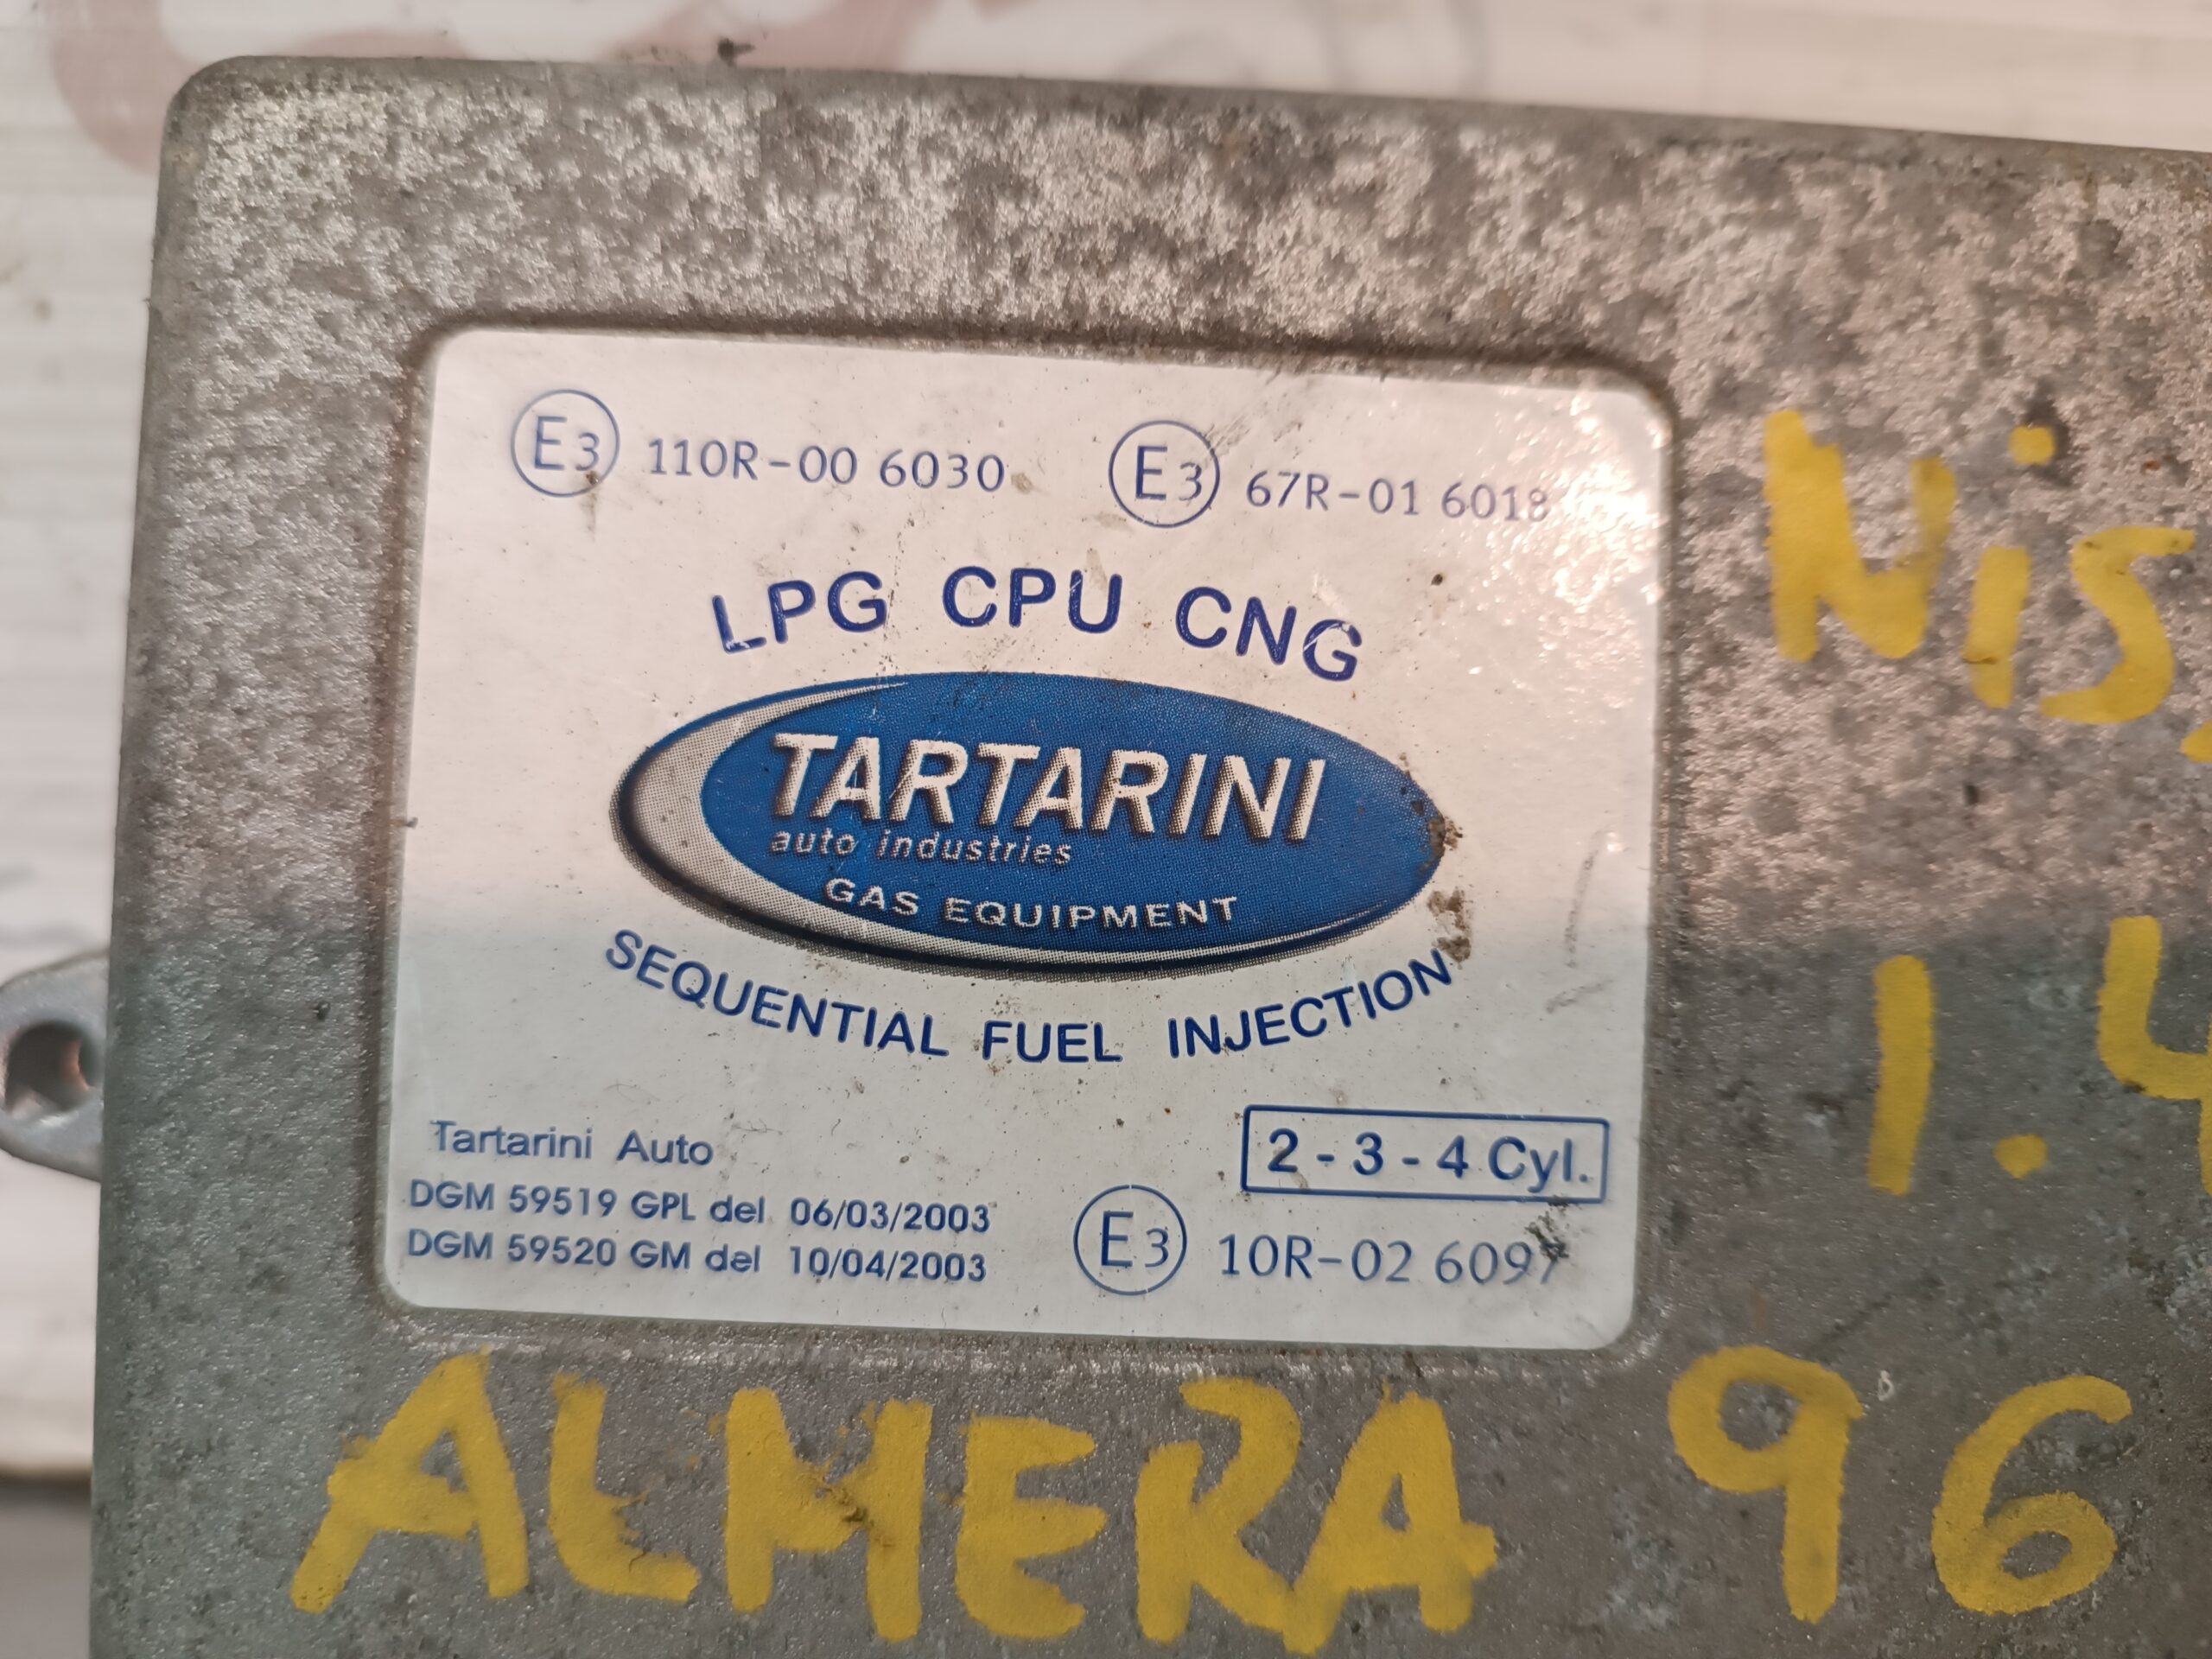 E3 110R-00 6030 E3 67R-01 6018
LPG CPU CNG
TARTARINI
auto industries
GAS EQUIPMENT
SEQUENTIAL FUEL INJECTION
Tartarini Auto
2 - 3 - 4 Cyl.
DGM 59519 GPL del 06/03/2003
DGM 59520 GM del 10/04/2003
E3 10R-02 6097
Nis
1.4
ALMERA 96